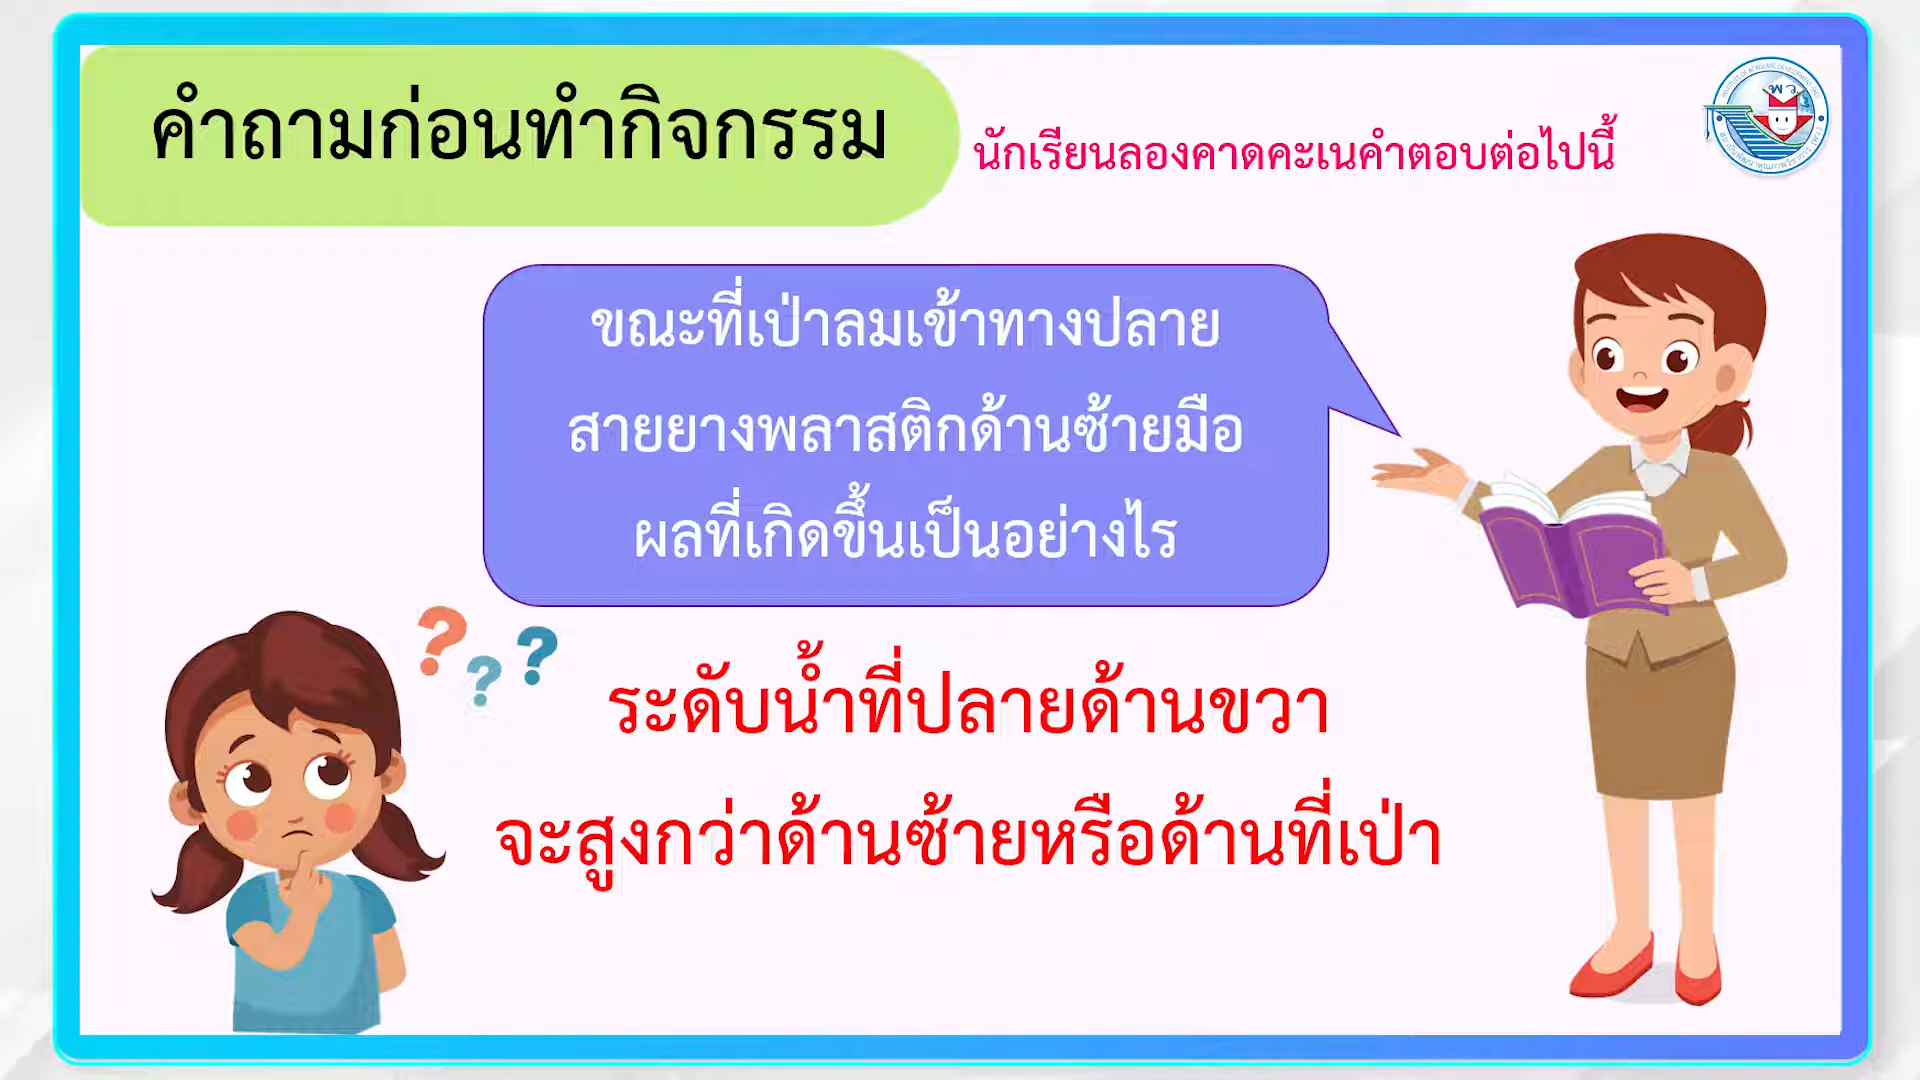 คำถามก่อนทำกิจกรรม
นักเรียนลองคาดคะเนคำตอบต่อไปนี้
พว.
ขณะที่เป่าลมเข้าทางปลาย
สายยางพลาสติกด้านซ้ายมือ
ผลที่เกิดขึ้นเป็นอย่างไร
? ? ?
ระดับน้ำที่ปลายด้านขวา
จะสูงกว่าด้านซ้ายหรือด้านที่เป่า